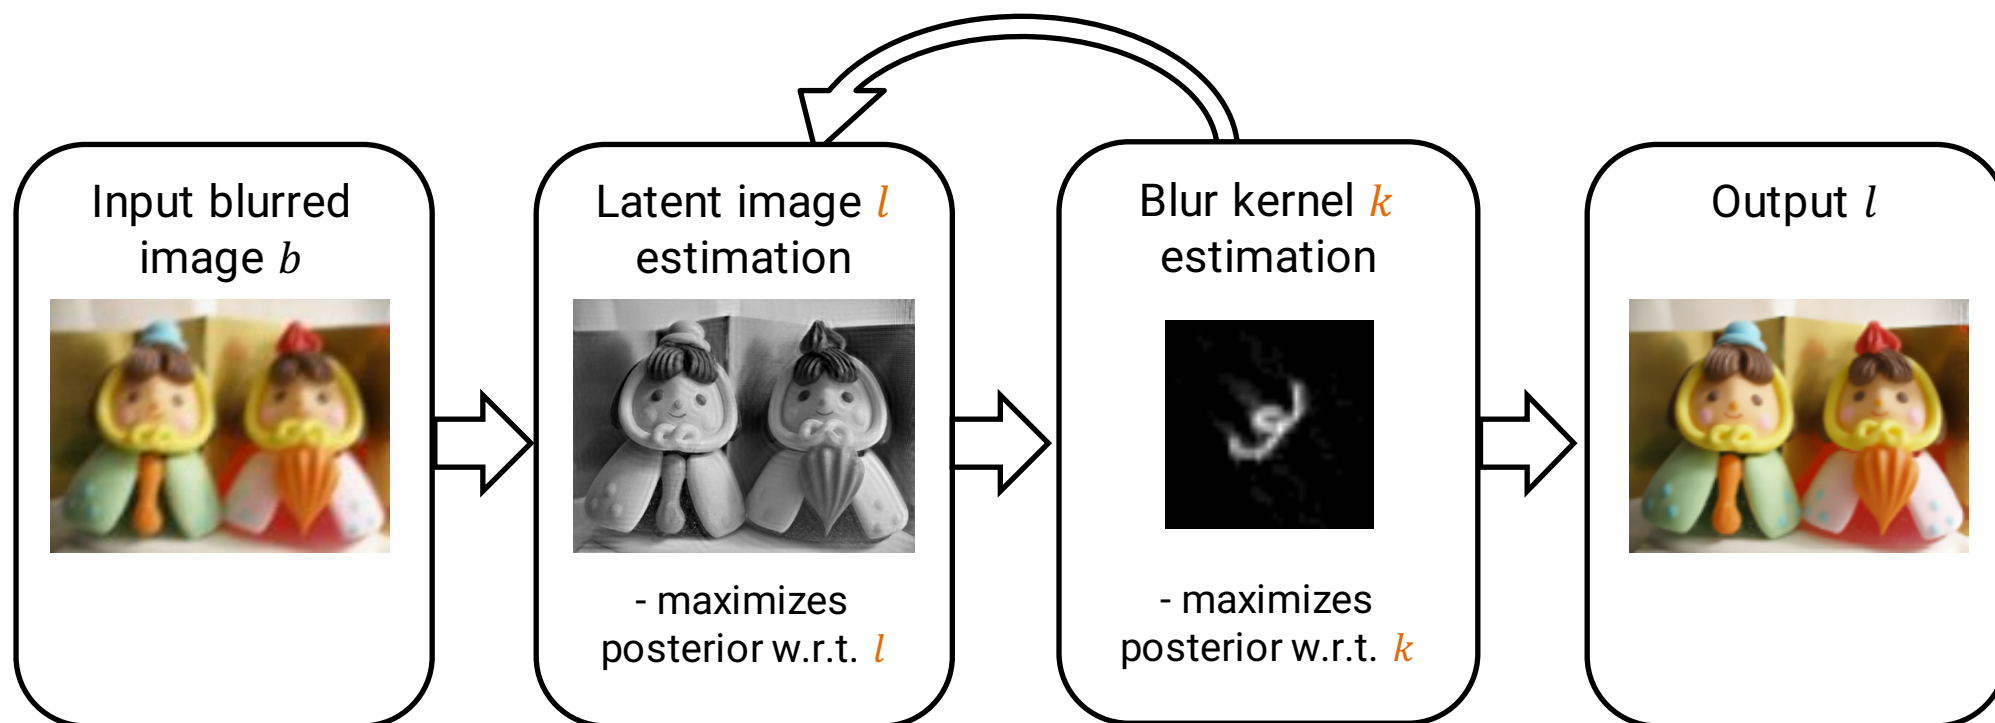 Input blurred
image b
Latent image l
estimation
- maximizes
posterior w.r.t. l
Blur kernel k
estimation
- maximizes
posterior w.r.t. k
Output l